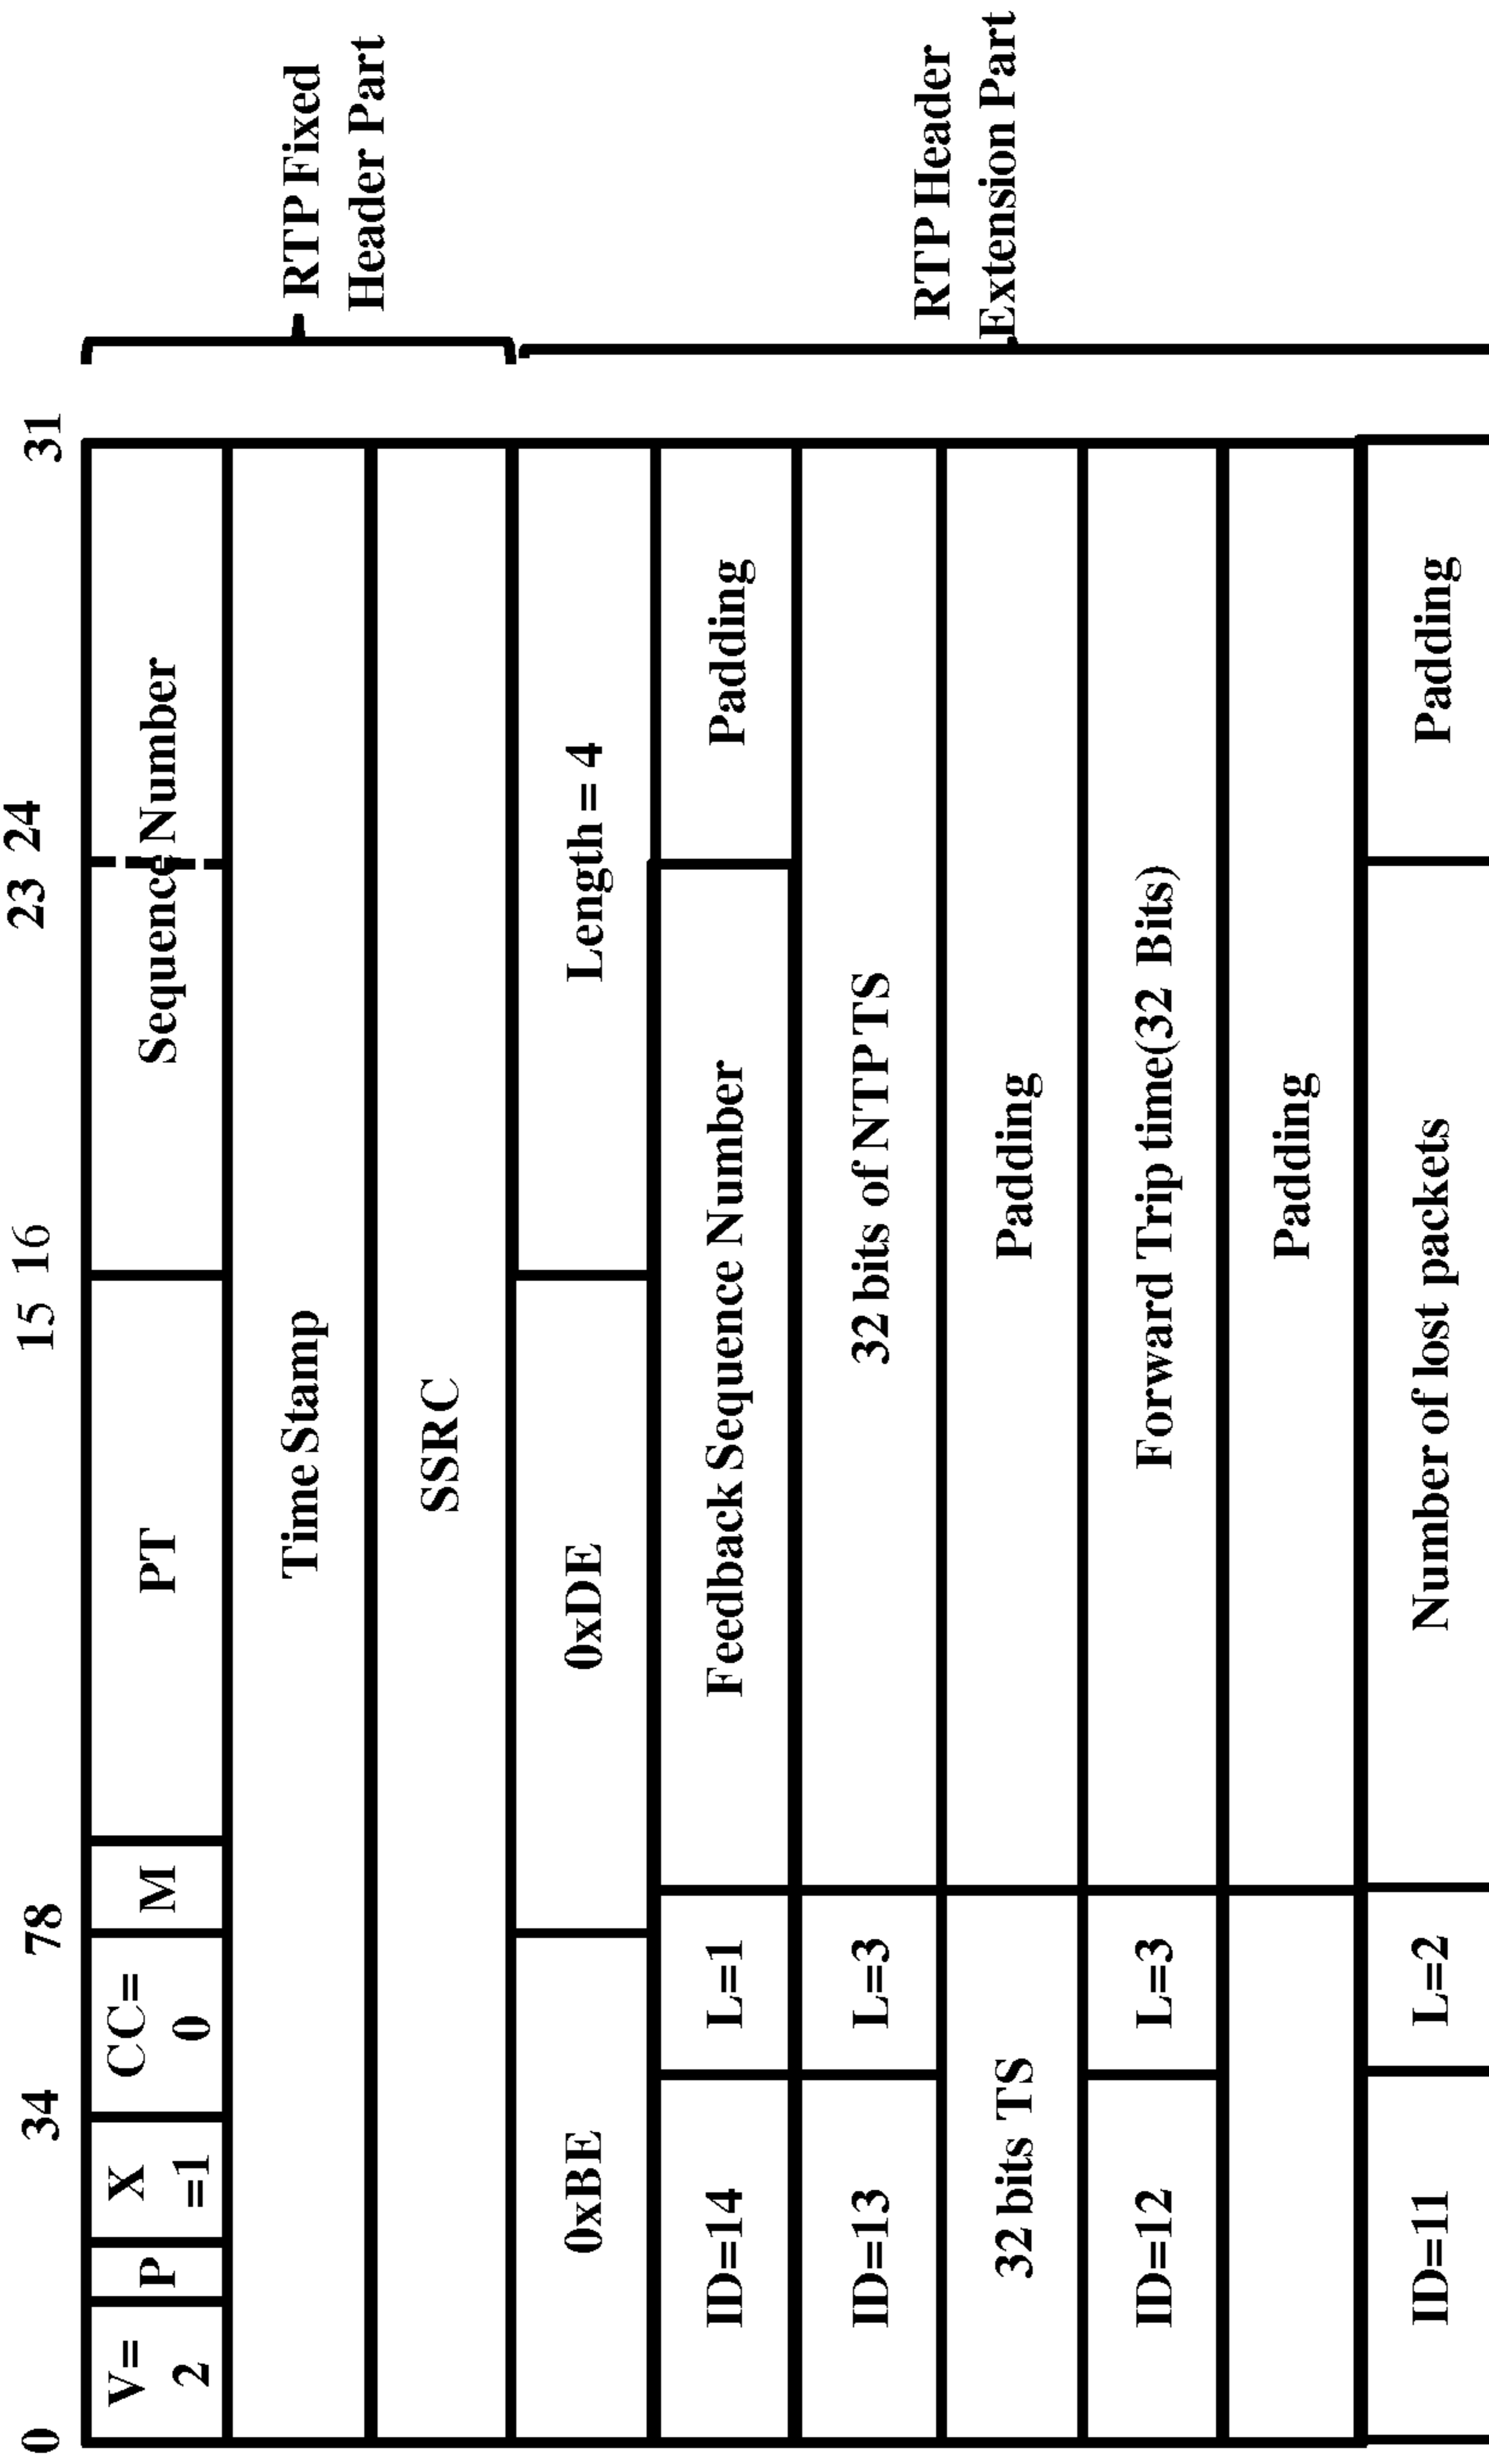 0 34 78 15 16 23 24 31
V=
2
P
X
=1
CC=
0
M
PT
Sequence Number
Time Stamp
SSRC
RTP Fixed
Header Part
0xBE
0xDE
Length = 4
ID=14
L=1
Feedback Sequence Number
Padding
ID=13
L=3
32 bits of NTP TS
32 bits TS
Padding
ID=12
L=3
Forward Trip time(32 Bits)
Padding
ID=11
L=2
Number of lost packets
Padding
RTP Header
Extension Part